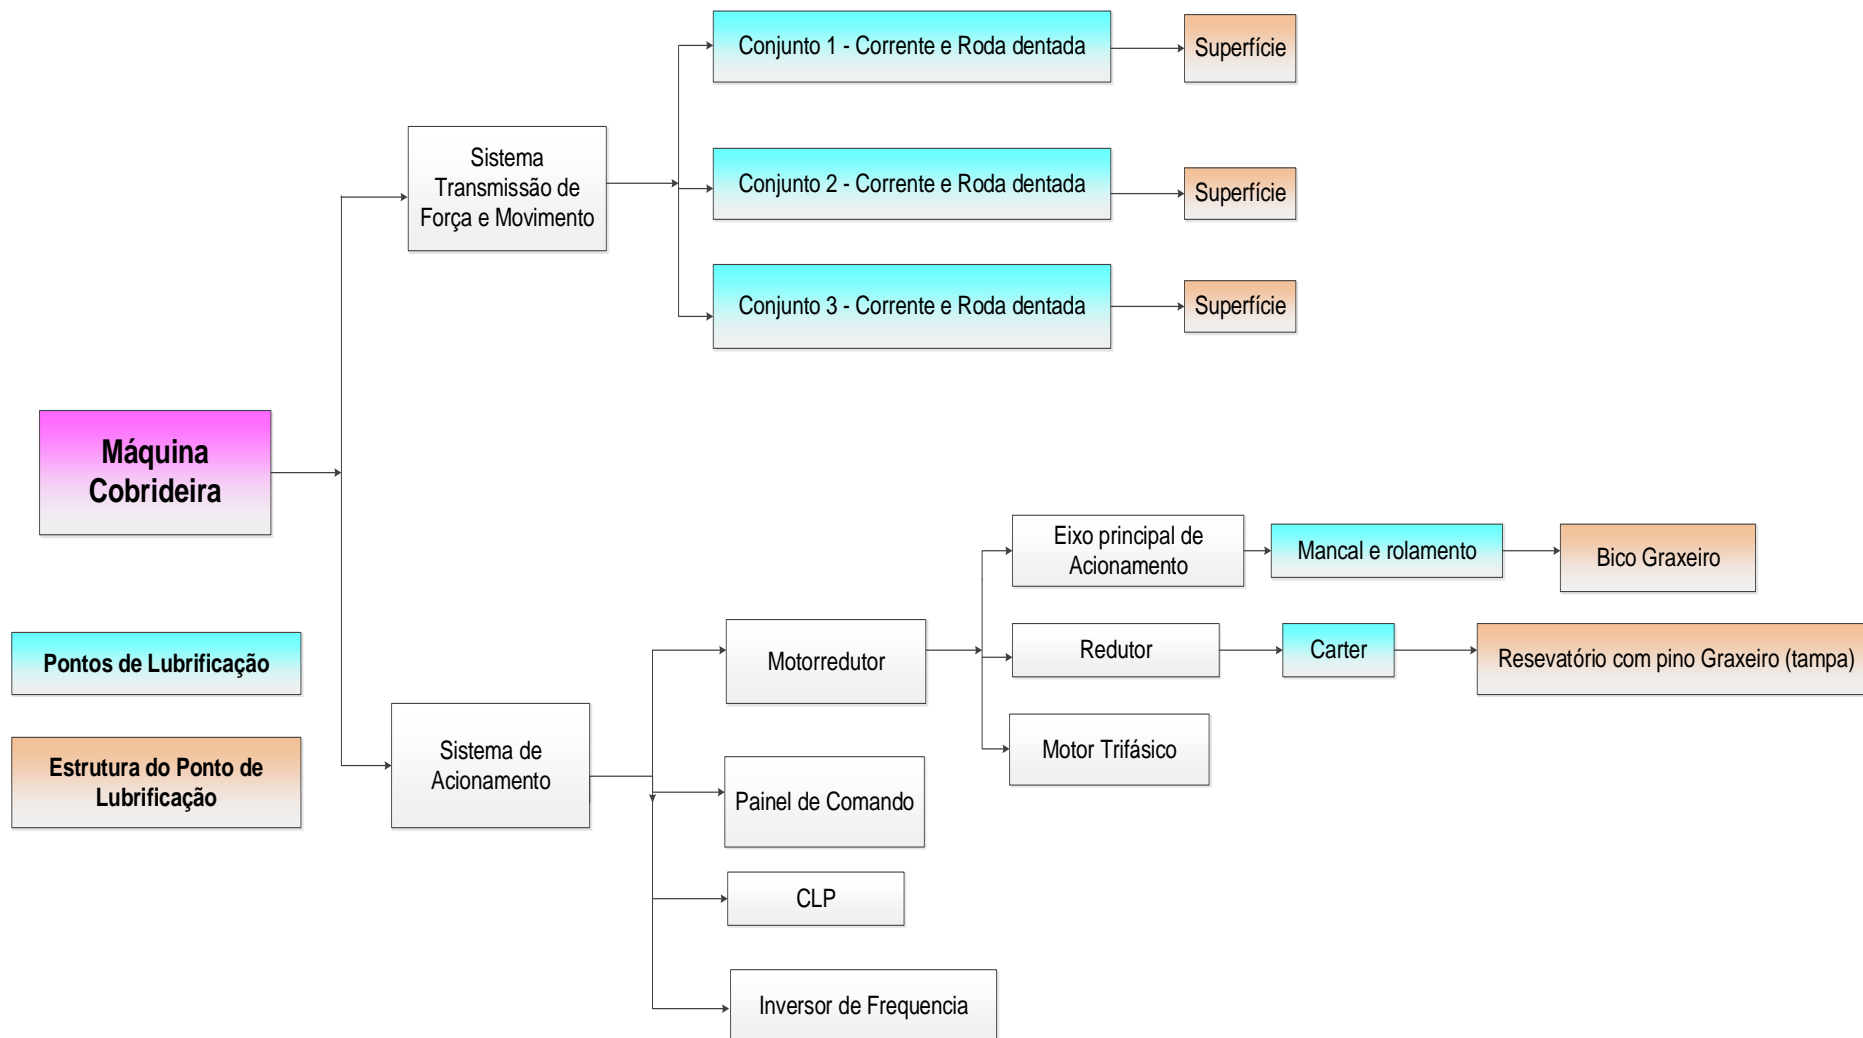 Conjunto 1 - Corrente e Roda dentada
Superfície
Sistema
Transmissão de
Força e Movimento
Conjunto 2 - Corrente e Roda dentada
Superfície
Conjunto 3 - Corrente e Roda dentada
Superfície
Máquina
Cobrideira
Eixo principal de
Acionamento
Mancal e rolamento
Bico Graxeiro
Pontos de Lubrificação
Motorredutor
Redutor
Carter
Resevatório com pino Graxeiro (tampa)
Estrutura do Ponto de
Lubrificação
Sistema de
Acionamento
Motor Trifásico
Painel de Comando
CLP
Inversor de Frequencia